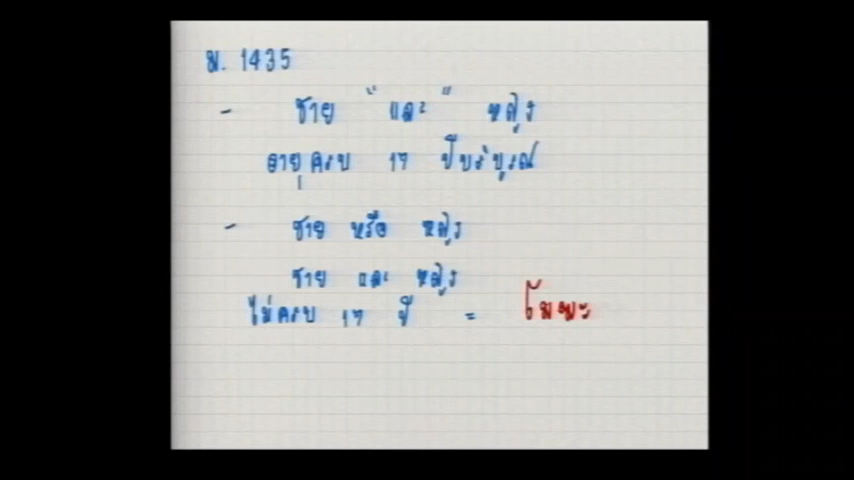 ม. 1435
- ชาย "และ" หญิง
อายุครบ 17 ปีบริบูรณ์
- ชาย หรือ หญิง
ชาย และ หญิง
ไม่ครบ 17 ปี = โมฆะ